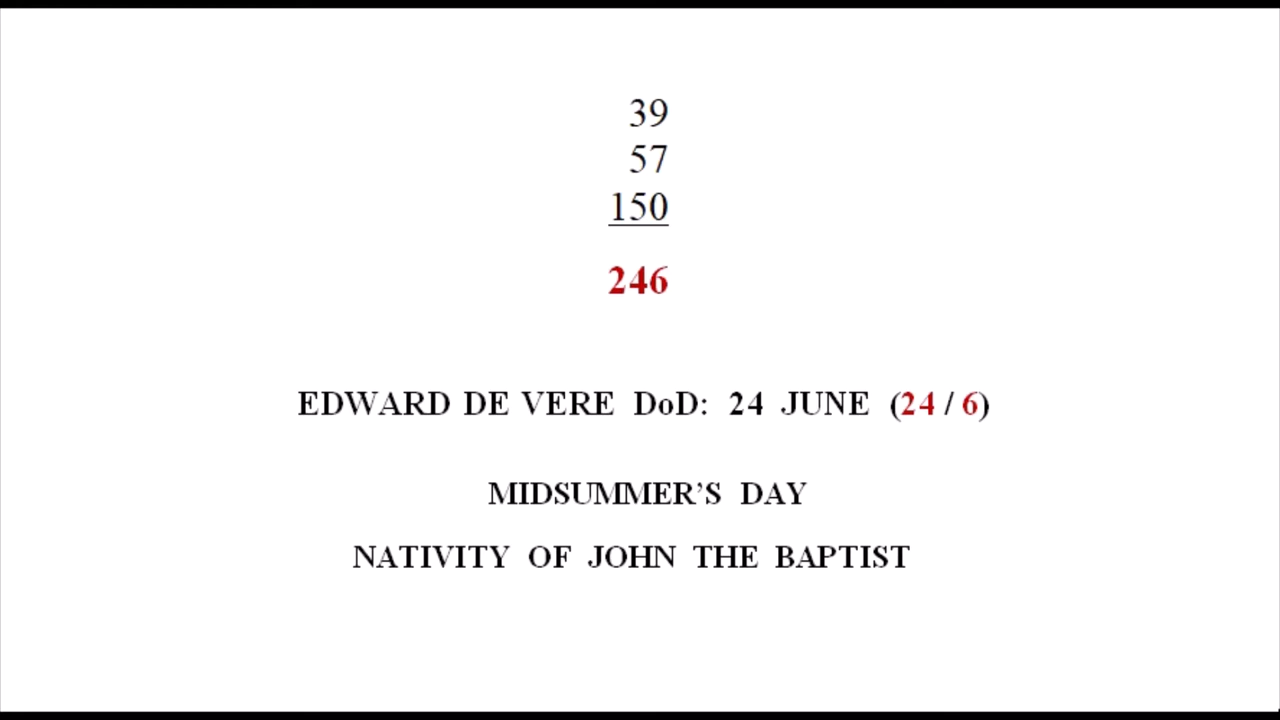 39
57
150
246
EDWARD DE VERE DoD: 24 JUNE (24 / 6)
MIDSUMMER’S DAY
NATIVITY OF JOHN THE BAPTIST